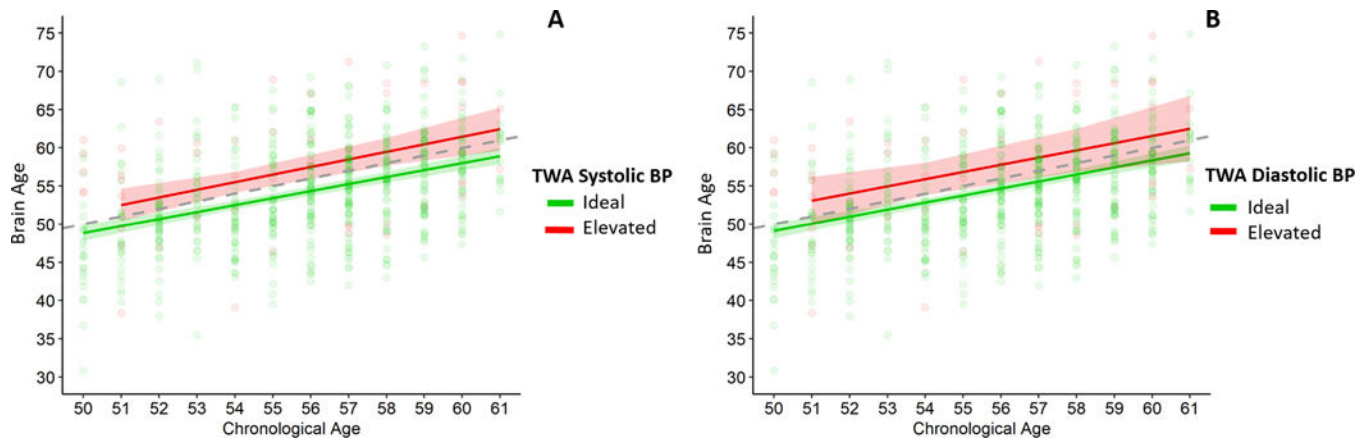 A
75
70
65
60
55
50
45
40
35
30
Brain Age
50 51 52 53 54 55 56 57 58 59 60 61
Chronological Age
TWA Systolic BP
Ideal
Elevated
B
75
70
65
60
55
50
45
40
35
30
Brain Age
50 51 52 53 54 55 56 57 58 59 60 61
Chronological Age
TWA Diastolic BP
Ideal
Elevated